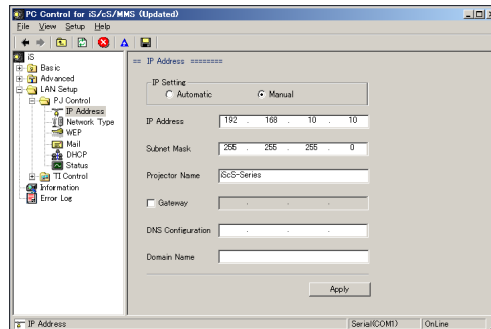 PC Control for iS/cS/MMS (Updated)
File View Setup Help
iS
Basic
Advanced
LAN Setup
PJ Control
IP Address
Network Type
WEP
Mail
DHCP
Status
TI Control
Information
Error Log
== IP Address ========
IP Setting
Automatic Manual
IP Address 192 . 168 . 10 . 10
Subnet Mask 255 . 255 . 255 . 0
Projector Name iScS-Series
Gateway . . .
DNS Configuration . . .
Domain Name
Apply
IP Address Serial(COM1) OnLine